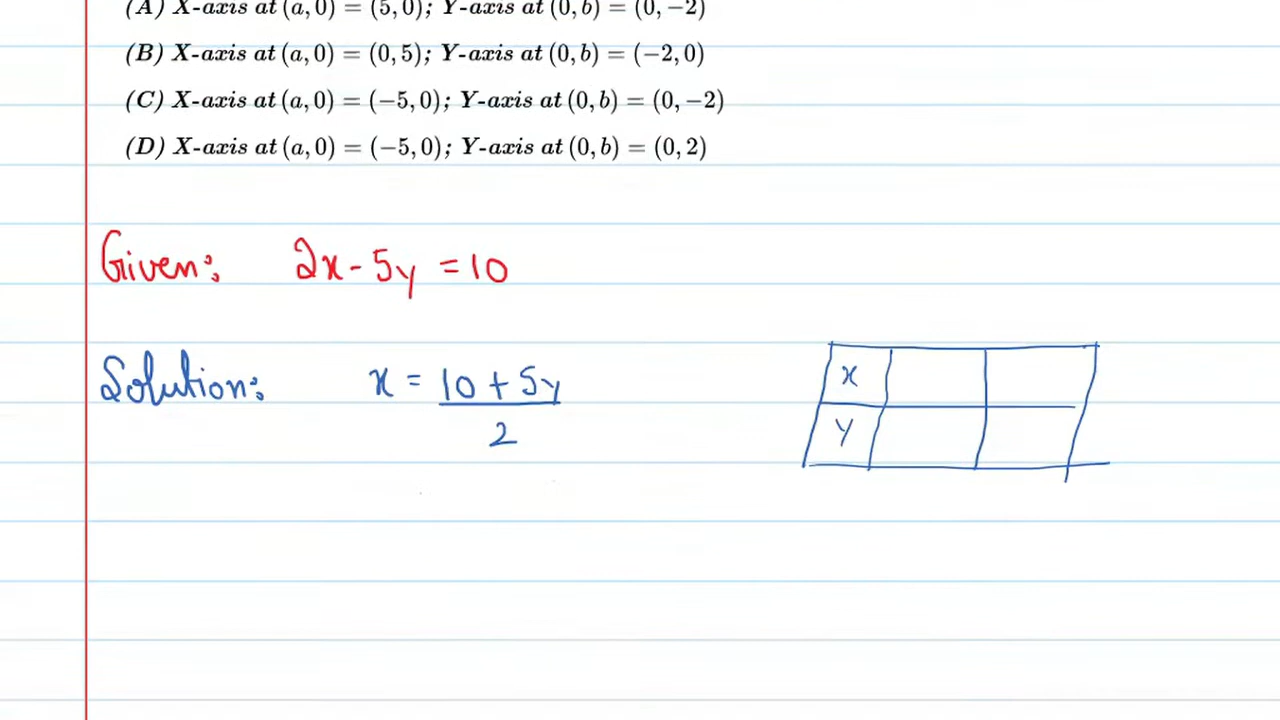 (A) X-axis at (a, 0) = (5, 0); Y-axis at (0, b) = (0, −2)
(B) X-axis at (a, 0) = (0, 5); Y-axis at (0, b) = (−2, 0)
(C) X-axis at (a, 0) = (−5, 0); Y-axis at (0, b) = (0, −2)
(D) X-axis at (a, 0) = (−5, 0); Y-axis at (0, b) = (0, 2)
Given: 2x - 5y = 10
Solution: x = 10 + 5y
2
x
y